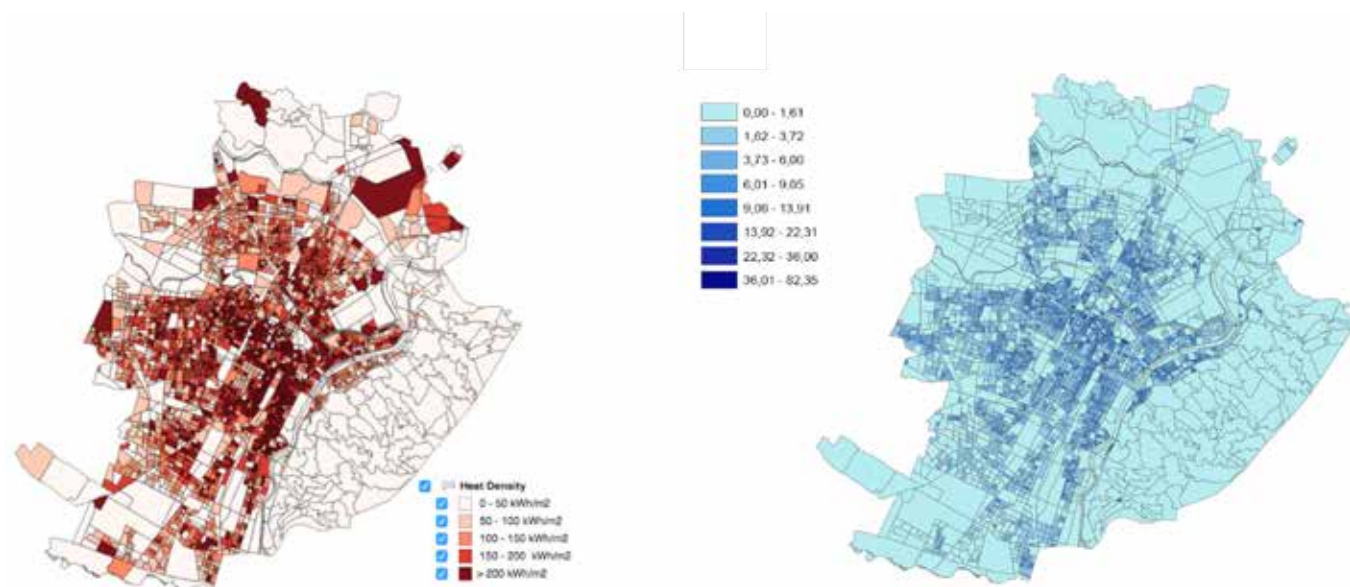 Heat Density
0 - 50 kWh/m2
50 - 100 kWh/m2
100 - 150 kWh/m2
150 - 200 kWh/m2
> 200 kWh/m2
0,00 - 1,61
1,62 - 3,72
3,73 - 6,00
6,01 - 9,05
9,06 - 13,91
13,92 - 22,31
22,32 - 36,00
36,01 - 82,35